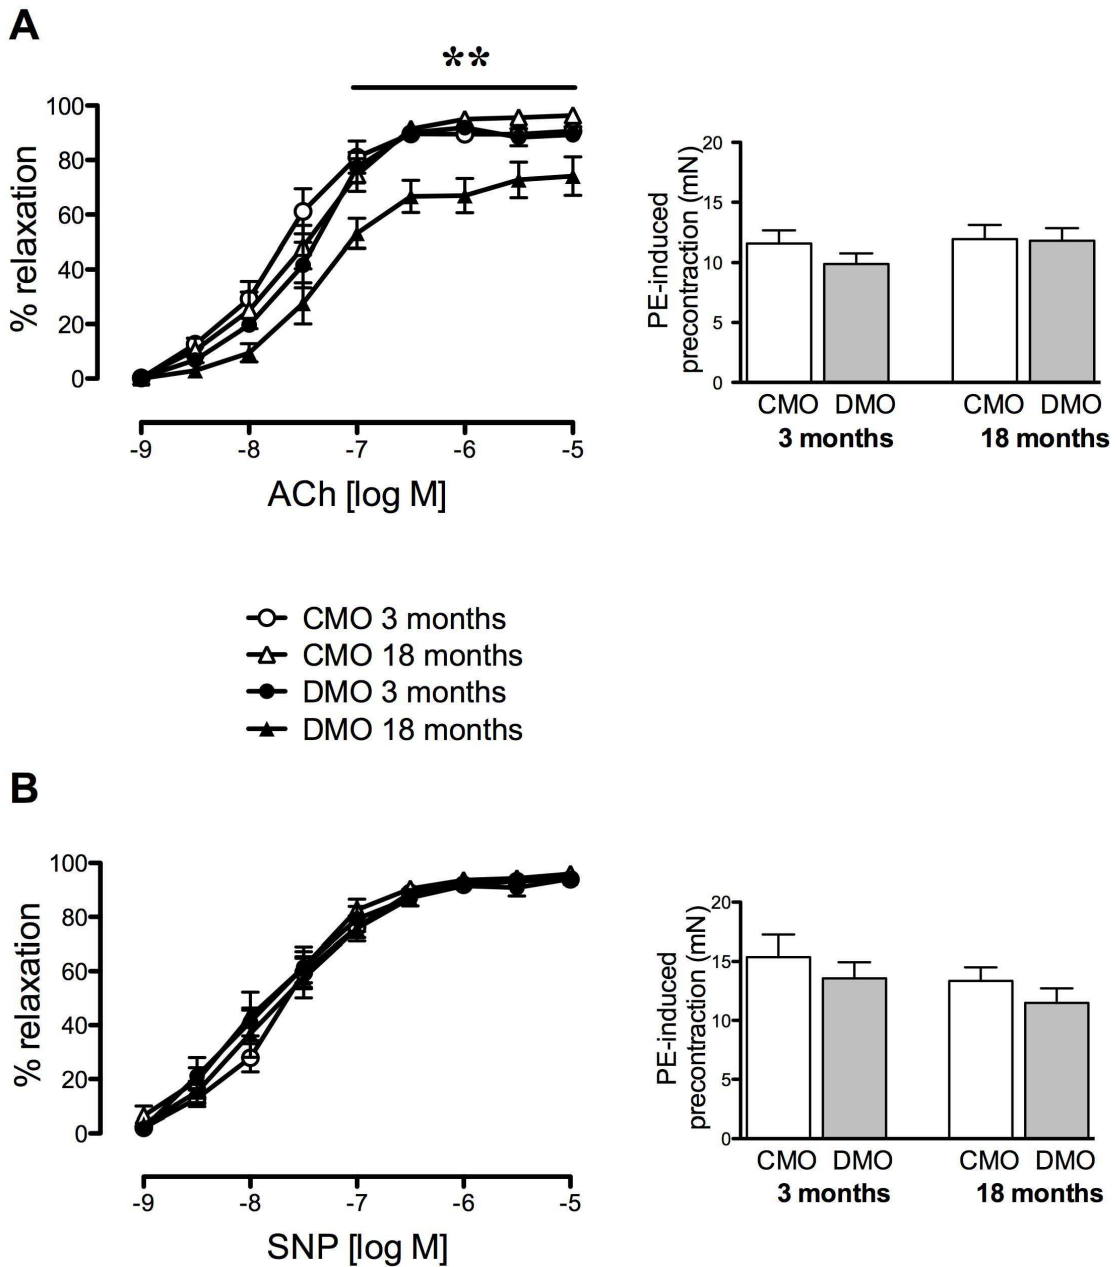 A
**
100
80
60
40
20
0
% relaxation
-9 -8 -7 -6 -5
ACh [log M]
20
15
10
5
0
PE-induced
precontraction (mN)
CMO DMO CMO DMO
3 months 18 months
CMO 3 months
CMO 18 months
DMO 3 months
DMO 18 months
B
100
80
60
40
20
0
% relaxation
-9 -8 -7 -6 -5
SNP [log M]
20
15
10
5
0
PE-induced
precontraction (mN)
CMO DMO CMO DMO
3 months 18 months